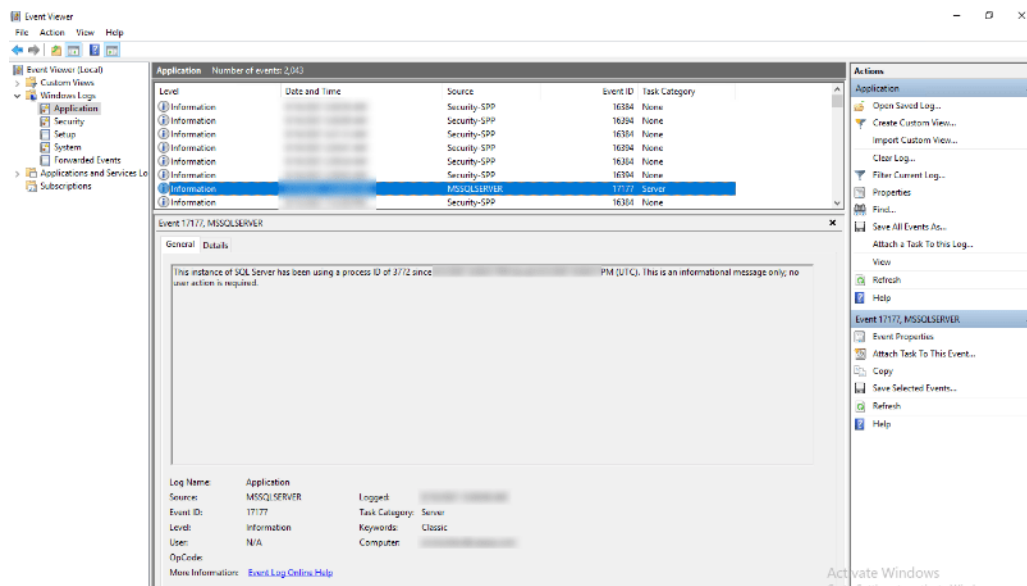 Event Viewer
File Action View Help
Event Viewer (Local)
Custom Views
Windows Logs
Application
Security
Setup
System
Forwarded Events
Applications and Services Lo
Subscriptions
Application Number of events: 2,043
Level Date and Time Source Event ID Task Category
Information Security-SPP 16384 None
Information Security-SPP 16394 None
Information Security-SPP 16384 None
Information Security-SPP 16394 None
Information Security-SPP 16384 None
Information Security-SPP 16394 None
Information MSSQLSERVER 17177 Server
Information Security-SPP 16384 None
Event 17177, MSSQLSERVER
General Details
This instance of SQL Server has been using a process ID of 3772 since PM (UTC). This is an informational message only; no
user action is required.
Log Name: Application
Source: MSSQLSERVER Logged:
Event ID: 17177 Task Category: Server
Level: Information Keywords: Classic
User: N/A Computer:
OpCode:
More Information: Event Log Online Help
Actions
Application
Open Saved Log...
Create Custom View...
Import Custom View...
Clear Log...
Filter Current Log...
Properties
Find...
Save All Events As...
Attach a Task To this Log...
View
Refresh
Help
Event 17177, MSSQLSERVER
Event Properties
Attach Task To This Event...
Copy
Save Selected Events...
Refresh
Help
Activate Windows